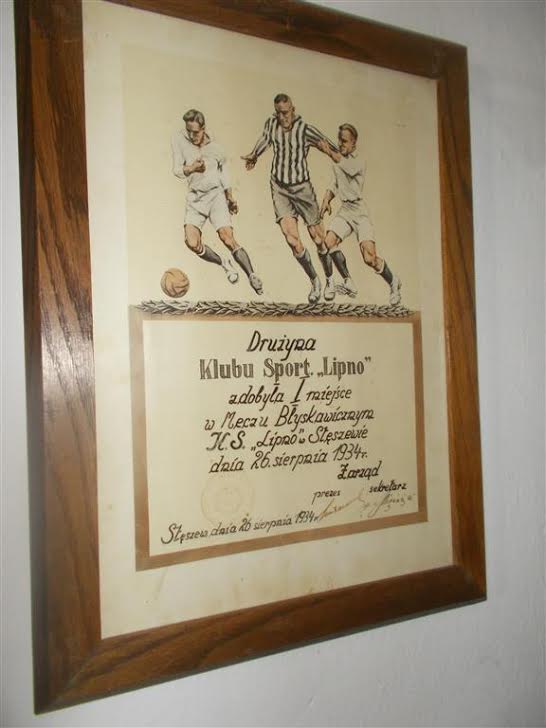 Drużyna
Klubu Sport. „Lipno"
zdobyła I miejsce
w Meczu Błyskawicznym
K.S. „Lipno" w Stęszewie
dnia 26. sierpnia 1934 r.
Zarząd
prezes sekretarz
Stęszew, dnia 26 sierpnia 1934 r.